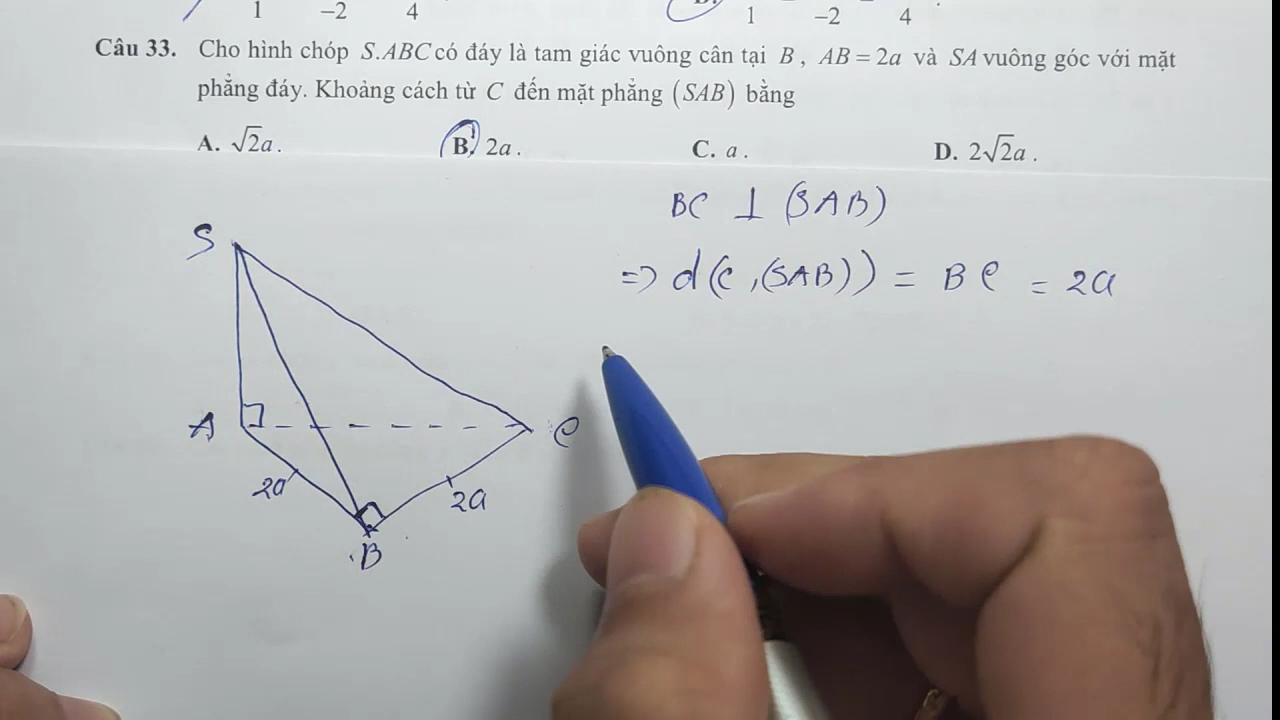 1 −2 4 1 −2 4
Câu 33. Cho hình chóp S.ABC có đáy là tam giác vuông cân tại B, AB = 2a và SA vuông góc với mặt
phẳng đáy. Khoảng cách từ C đến mặt phẳng (SAB) bằng
A. √2a. B. 2a. C. a. D. 2√2a.
BC ⊥ (SAB)
=> d(C,(SAB)) = BC = 2a
S
A
C
2a
2a
B